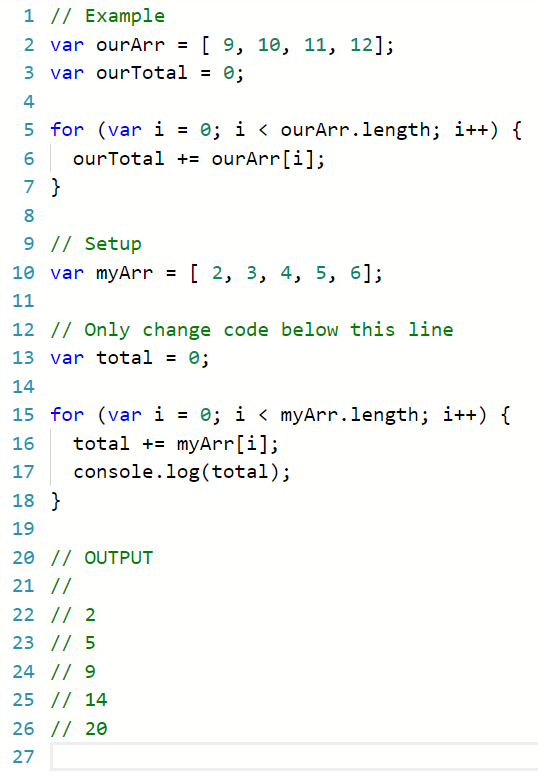 1 // Example
2 var ourArr = [ 9, 10, 11, 12];
3 var ourTotal = 0;
4
5 for (var i = 0; i < ourArr.length; i++) {
6   ourTotal += ourArr[i];
7 }
8
9 // Setup
10 var myArr = [ 2, 3, 4, 5, 6];
11
12 // Only change code below this line
13 var total = 0;
14
15 for (var i = 0; i < myArr.length; i++) {
16   total += myArr[i];
17   console.log(total);
18 }
19
20 // OUTPUT
21 //
22 // 2
23 // 5
24 // 9
25 // 14
26 // 20
27